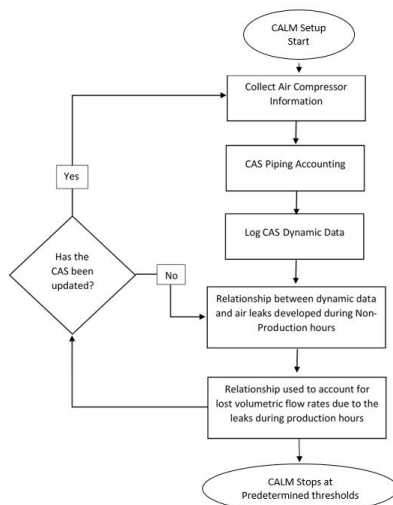 CALM Setup
Start
Collect Air Compressor
Information
CAS Piping Accounting
Log CAS Dynamic Data
Yes
Has the
CAS been
updated?
No
Relationship between dynamic data
and air leaks developed during Non-
Production hours
Relationship used to account for
lost volumetric flow rates due to the
leaks during production hours
CALM Stops at
Predetermined thresholds